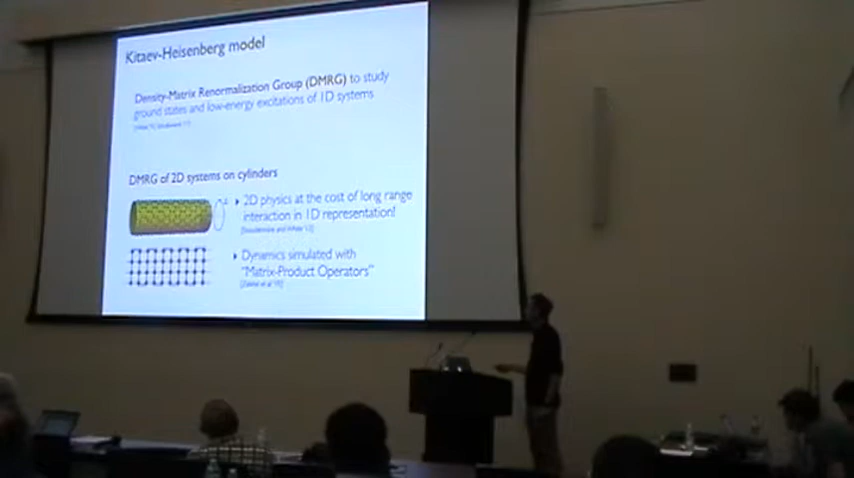 Kitaev-Heisenberg model
Density-Matrix Renormalization Group (DMRG) to study
ground states and low-energy excitations of 1D systems
DMRG of 2D systems on cylinders
2D physics at the cost of long range
interaction in 1D representation!
Dynamics simulated with
"Matrix-Product Operators"